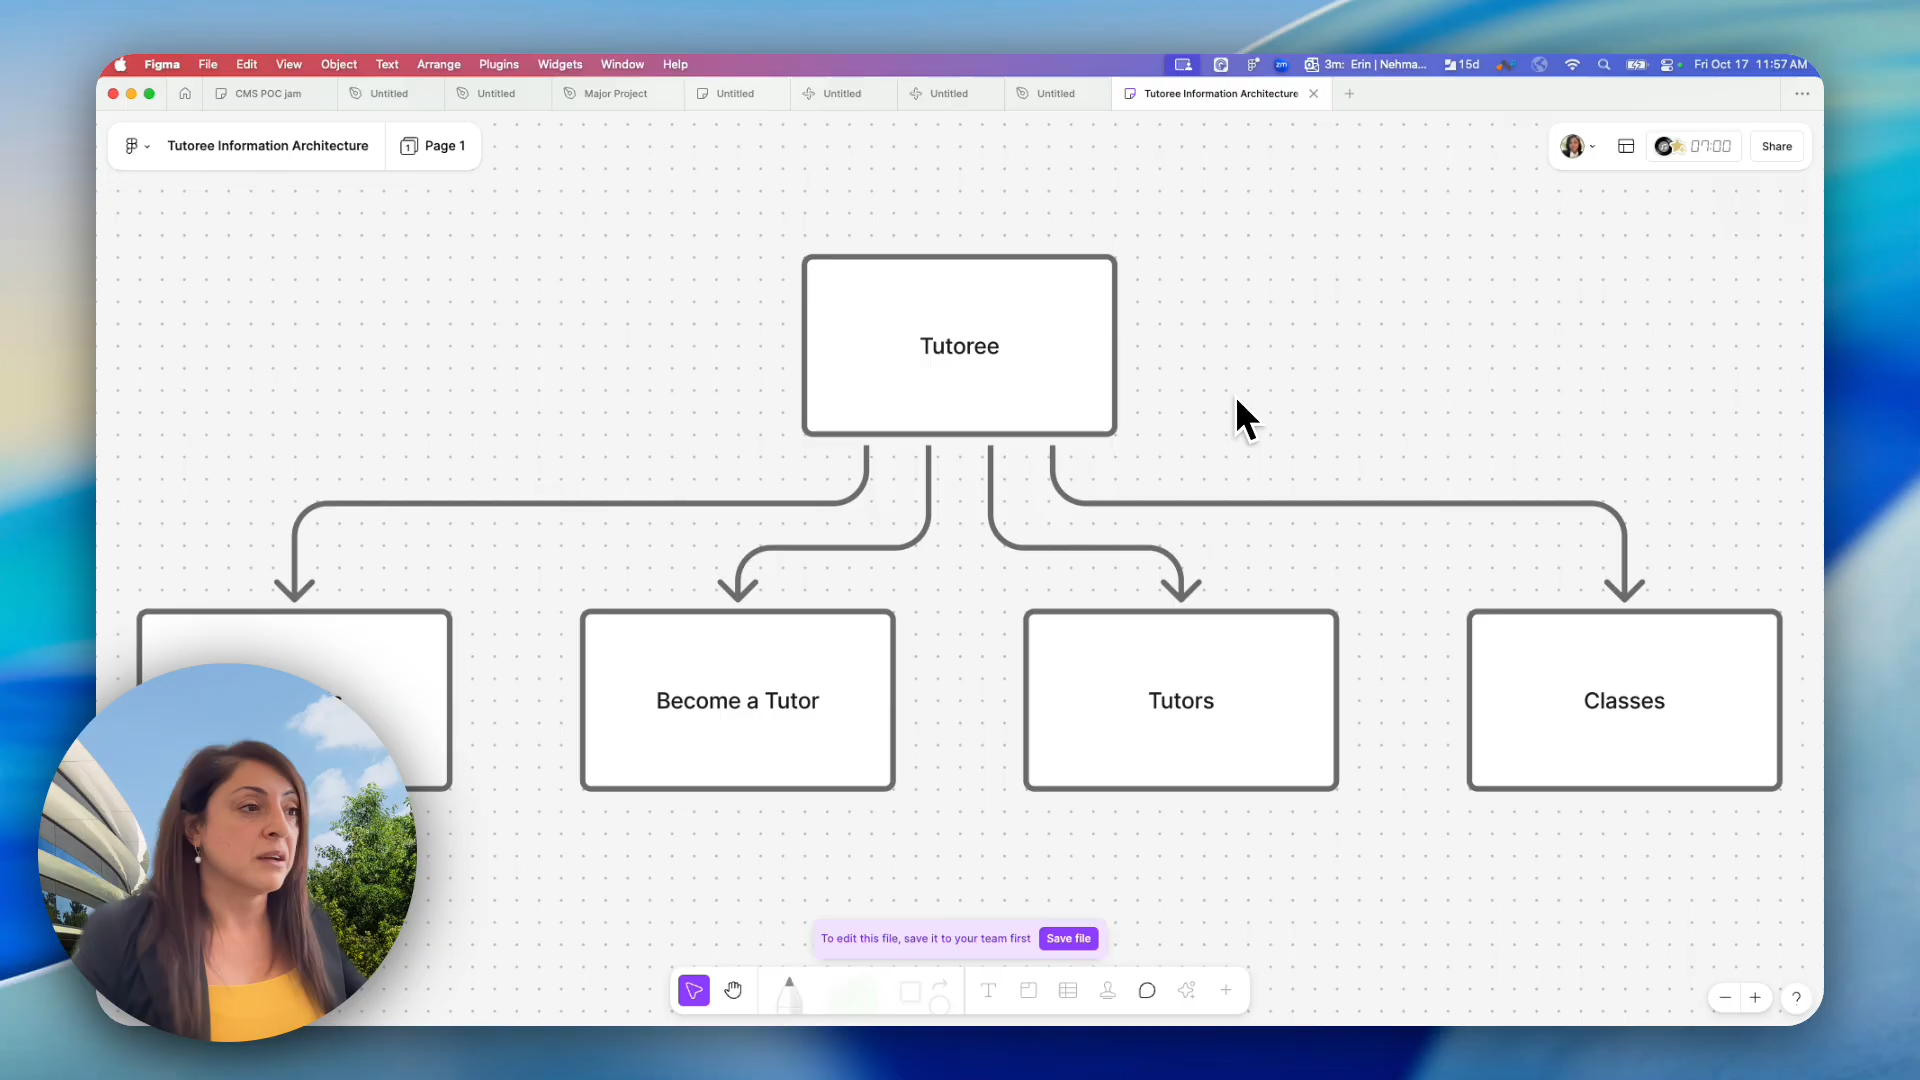 Figma File Edit View Object Text Arrange Plugins Widgets Window Help
3m: Erin | Nehma... 15d Fri Oct 17 11:57 AM
CMS POC jam Untitled Untitled Major Project Untitled Untitled Untitled Untitled Tutoree Information Architecture
Tutoree Information Architecture 1 Page 1
07:00 Share
Tutoree
Become a Tutor
Tutors
Classes
To edit this file, save it to your team first Save file